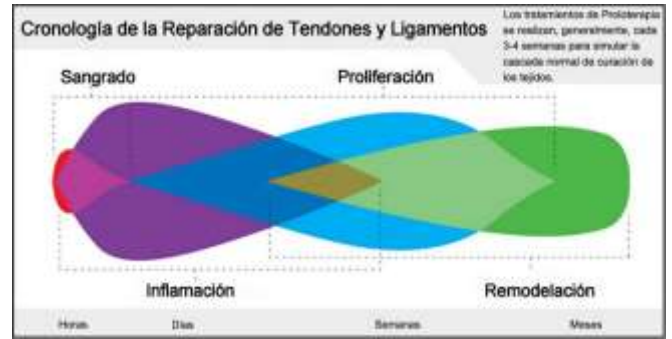 Cronología de la Reparación de Tendones y Ligamentos
Los tratamientos de Proloterapia
se realizan, generalmente, cada
3-4 semanas para simular la
cascada normal de curación de
los tejidos.
Sangrado
Proliferación
Inflamación
Remodelación
Horas
Días
Semanas
Meses